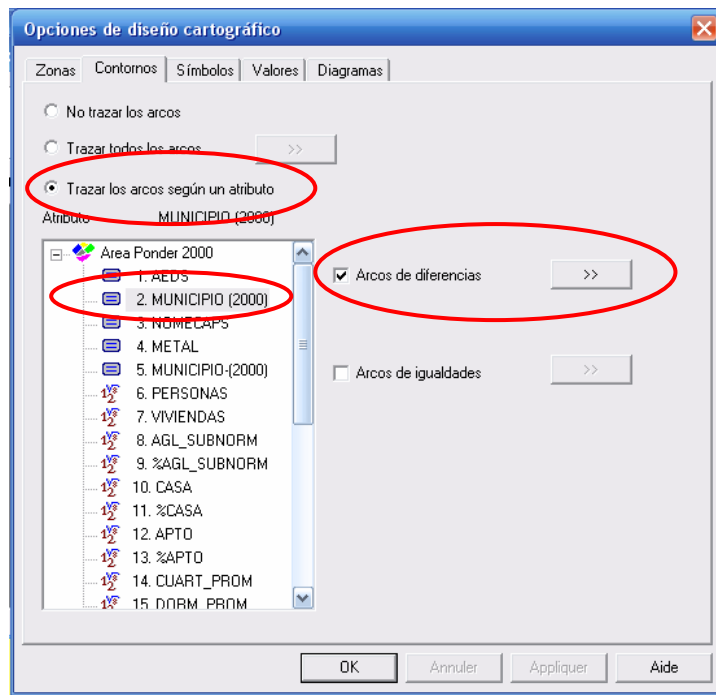 Opciones de diseño cartográfico
Zonas Contornos Símbolos Valores Diagramas
No trazar los arcos
Trazar todos los arcos >>
Trazar los arcos según un atributo
Atributo MUNICIPIO (2000)
Area Ponder 2000
1. AEDS
Arcos de diferencias >>
2. MUNICIPIO (2000)
3. NOMECAPS
4. METAL
5. MUNICIPIO-(2000)
Arcos de igualdades >>
6. PERSONAS
7. VIVIENDAS
8. AGL_SUBNORM
9. %AGL_SUBNORM
10. CASA
11. %CASA
12. APTO
13. %APTO
14. CUART_PROM
15. DORM_PROM
OK Annuler Appliquer Aide